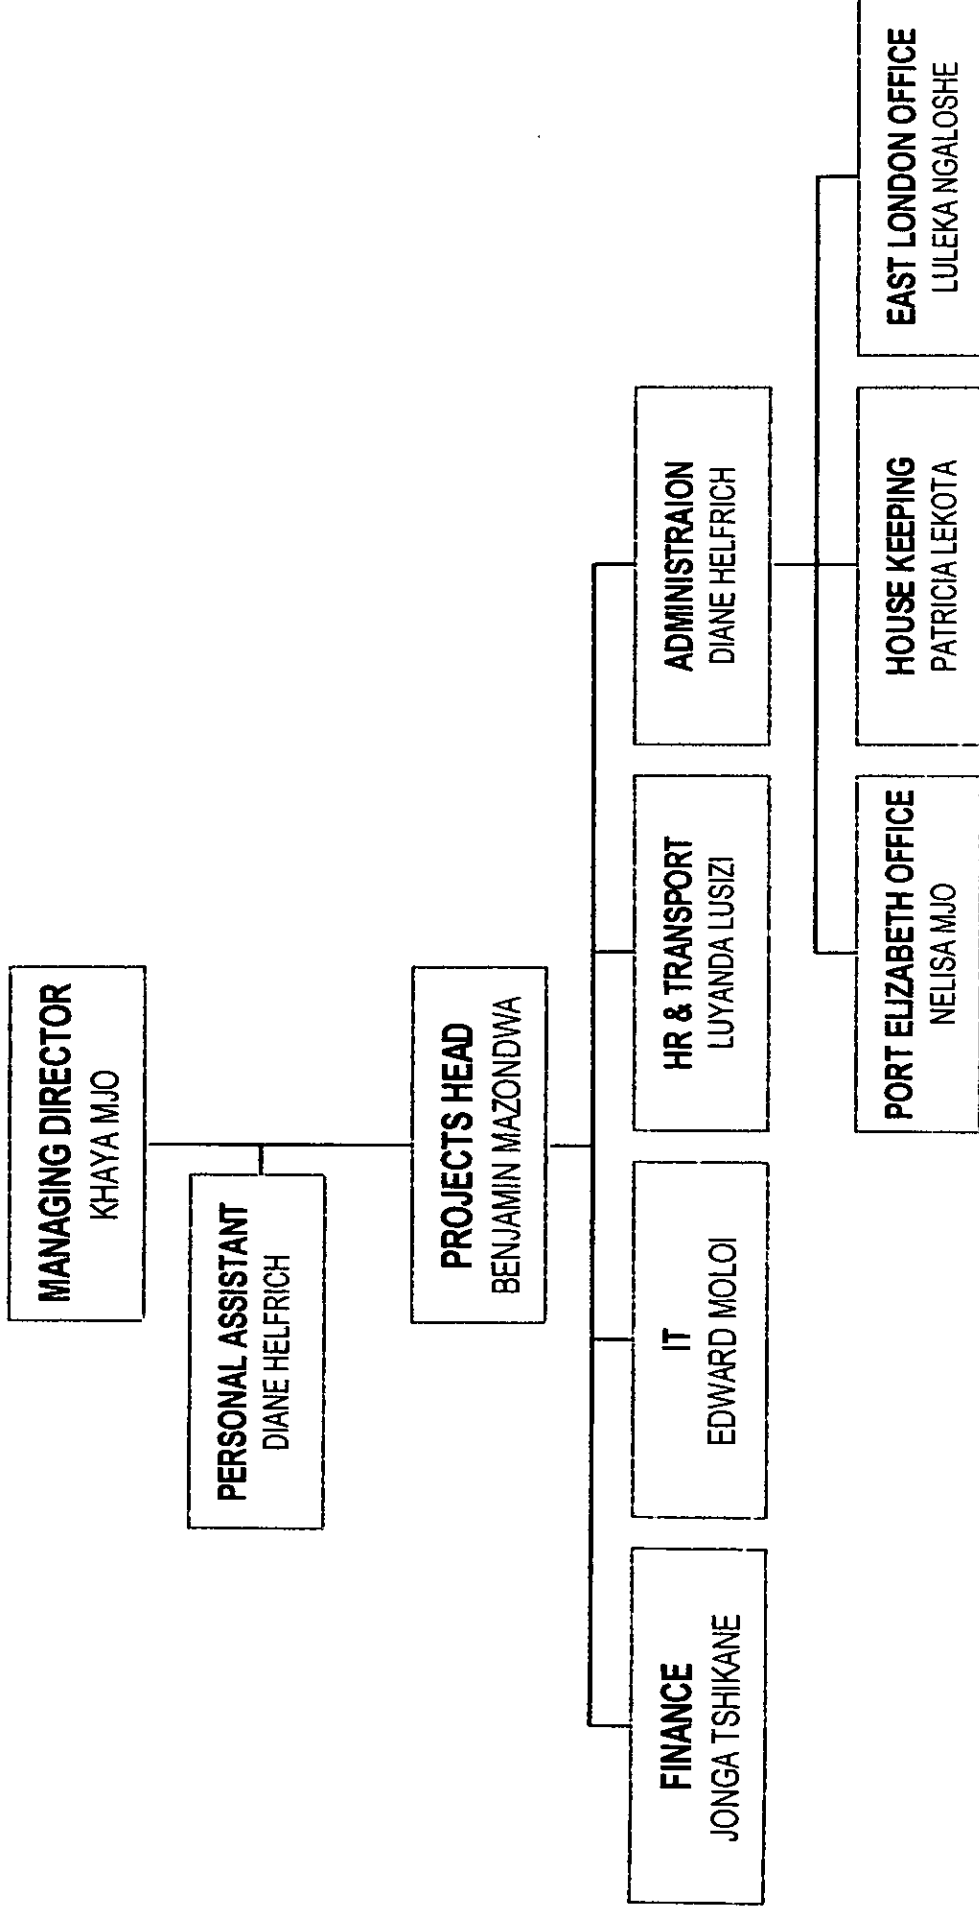 MANAGING DIRECTOR
KHAYA MJO
PERSONAL ASSISTANT
DIANE HELFRICH
PROJECTS HEAD
BENJAMIN MAZONDWA
FINANCE
JONGA TSHIKANE
IT
EDWARD MOLOI
HR & TRANSPORT
LUYANDA LUSIZI
ADMINISTRAION
DIANE HELFRICH
PORT ELIZABETH OFFICE
NELISA MJO
HOUSE KEEPING
PATRICIA LEKOTA
EAST LONDON OFFICE
LULEKA NGALOSHE